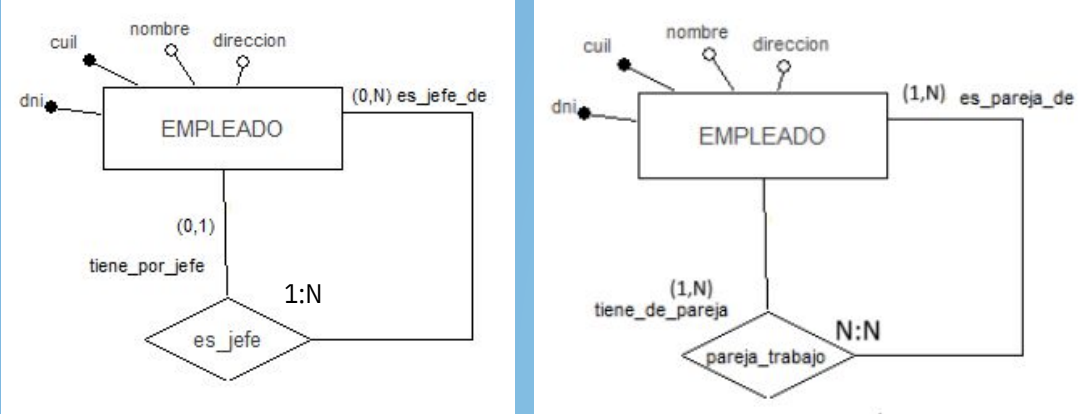 nombre
cuil
direccion
dni
(0,N) es_jefe_de
EMPLEADO
(0,1)
tiene_por_jefe
1:N
es_jefe
nombre
cuil
direccion
dni
(1,N) es_pareja_de
EMPLEADO
(1,N)
tiene_de_pareja
N:N
pareja_trabajo